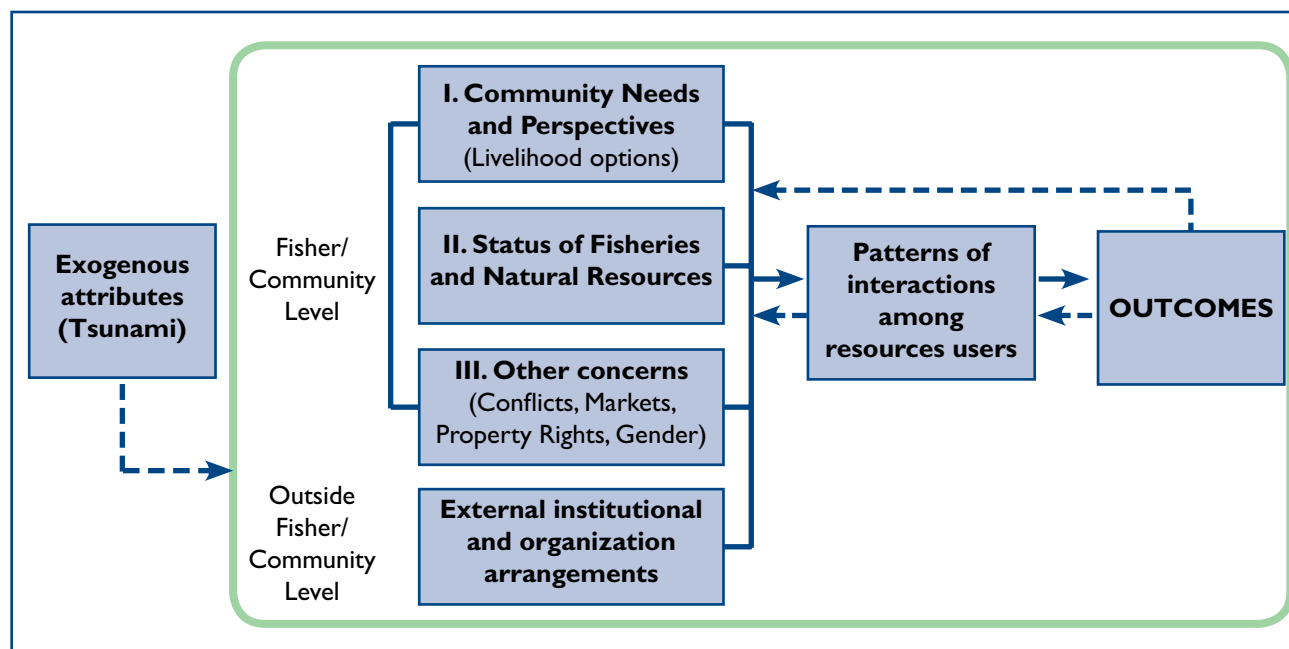 Exogenous
attributes
(Tsunami)
Fisher/
Community
Level
Outside
Fisher/
Community
Level
I. Community Needs
and Perspectives
(Livelihood options)
II. Status of Fisheries
and Natural Resources
III. Other concerns
(Conflicts, Markets,
Property Rights, Gender)
External institutional
and organization
arrangements
Patterns of
interactions
among
resources users
OUTCOMES